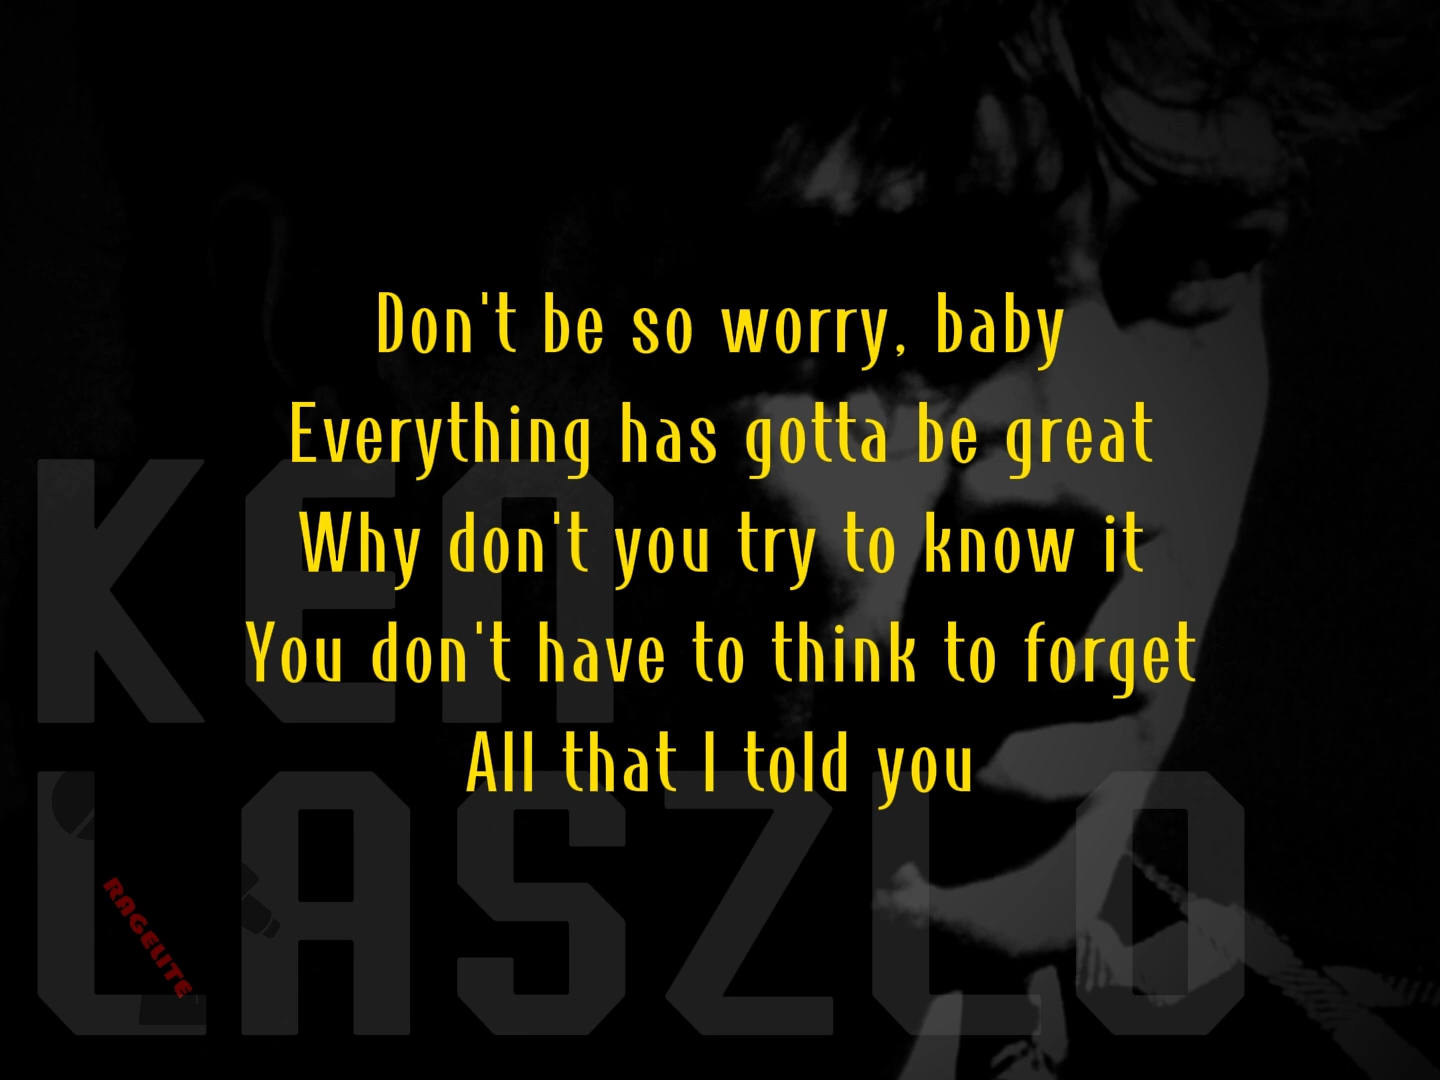 Don't be so worry, baby
Everything has gotta be great
Why don't you try to know it
You don't have to think to forget
All that I told you
KEN
LASZLO
RAGELITE